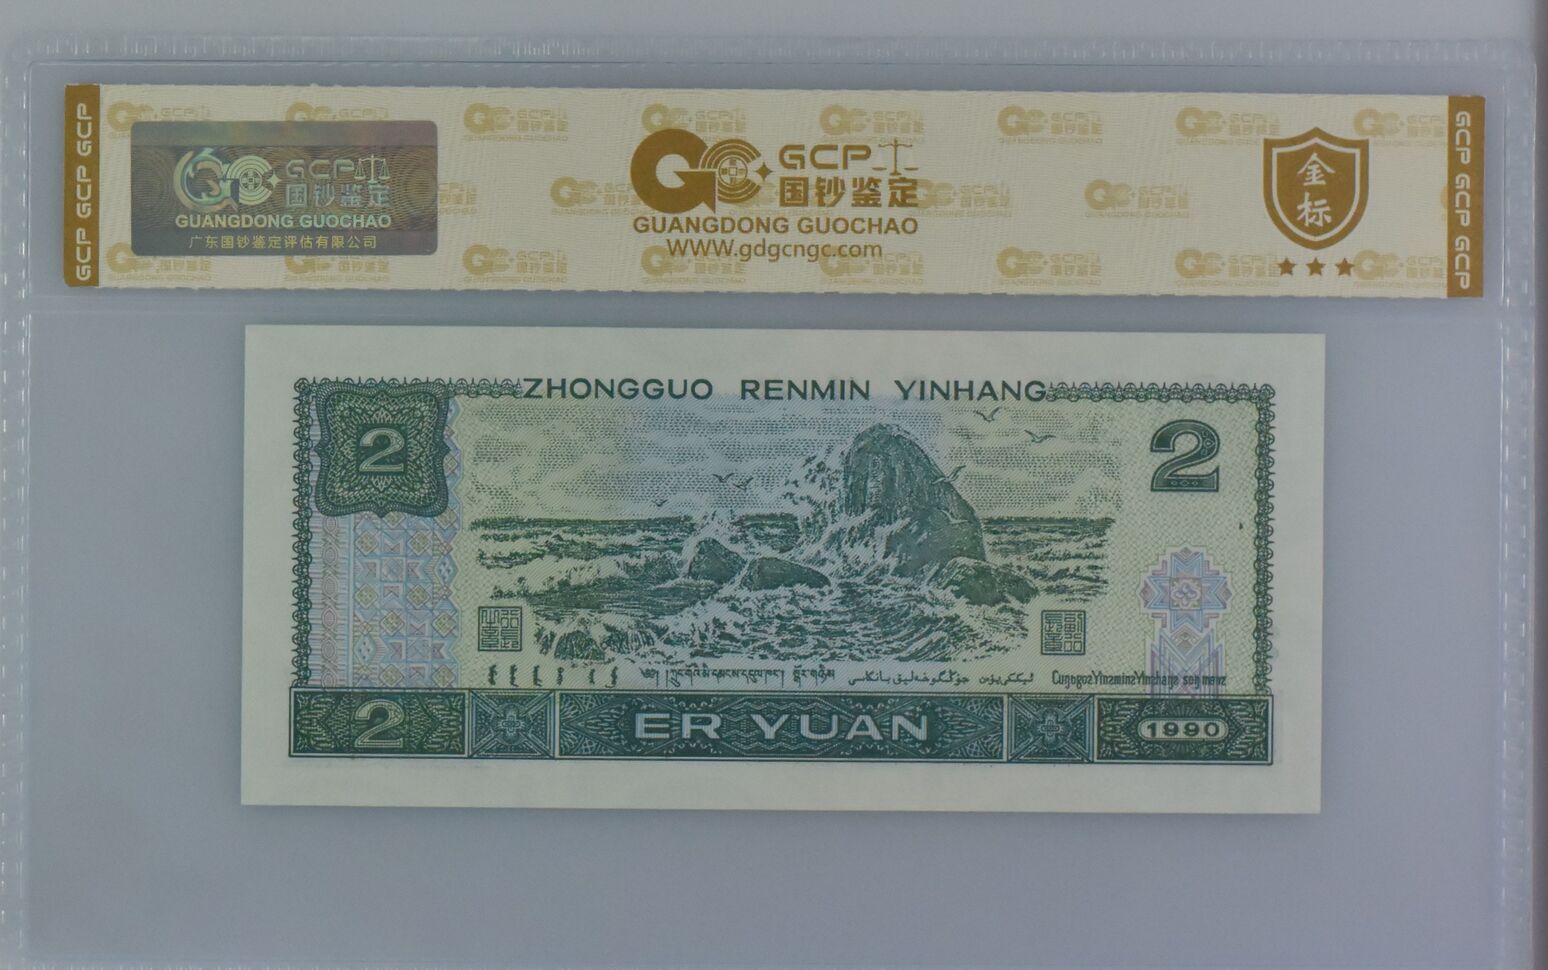 GCP GCP GCP
GCP
国钞鉴定
GUANGDONG GUOCHAO
广东国钞鉴定评估有限公司
GCP
国钞鉴定
GUANGDONG GUOCHAO
WWW.gdgcngc.com
金标
GCP GCP GCP
ZHONGGUO RENMIN YINHANG
2
2
2
ER YUAN
1990